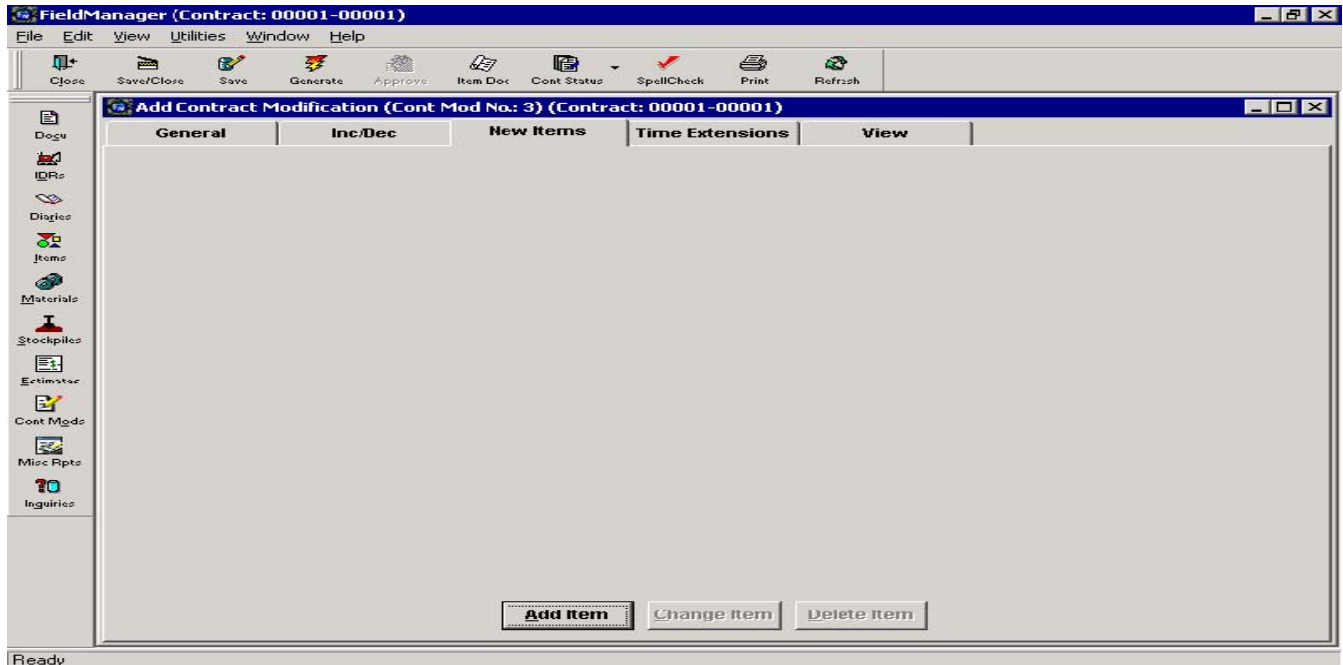 FieldManager (Contract: 00001-00001)
File Edit View Utilities Window Help
Close Save/Close Save Generate Approve Item Doc Cont Status SpellCheck Print Refresh
Add Contract Modification (Cont Mod No.: 3) (Contract: 00001-00001)
General Inc/Dec New Items Time Extensions View
Docu
IDRs
Diaries
Items
Materials
Stockpiles
Estimates
Cont Mods
Misc Rpts
Inquiries
Add Item Change Item Delete Item
Ready